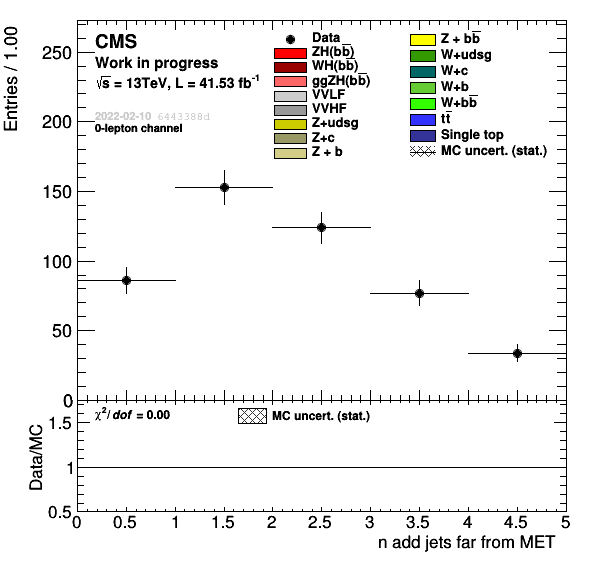 Entries / 1.00
250
200
150
100
50
0
CMS
Work in progress
√s = 13TeV, L = 41.53 fb⁻¹
2022-02-10 6443388d
0-lepton channel
Data
ZH(bb̅)
WH(bb̅)
ggZH(bb̅)
VVLF
VVHF
Z+udsg
Z+c
Z + b
Z + bb̅
W+udsg
W+c
W+b
W+bb̅
tt̅
Single top
MC uncert. (stat.)
Data/MC
1.5
1
0.5
χ²/dof = 0.00
MC uncert. (stat.)
0 0.5 1 1.5 2 2.5 3 3.5 4 4.5 5
n add jets far from MET